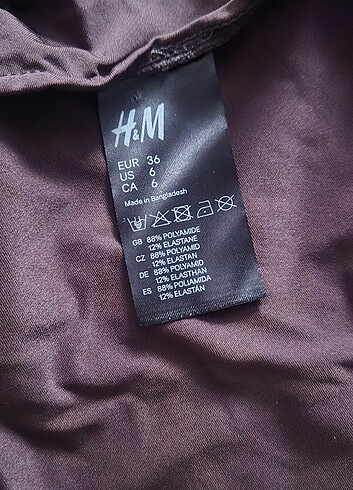 H&M
EUR 36
US 6
CA 6
Made in Bangladesh
GB 88% POLYAMIDE
12% ELASTANE
CZ 88% POLYAMID
12% ELASTAN
DE 88% POLYAMID
12% ELASTHAN
ES 88% POLIAMIDA
12% ELASTÁN